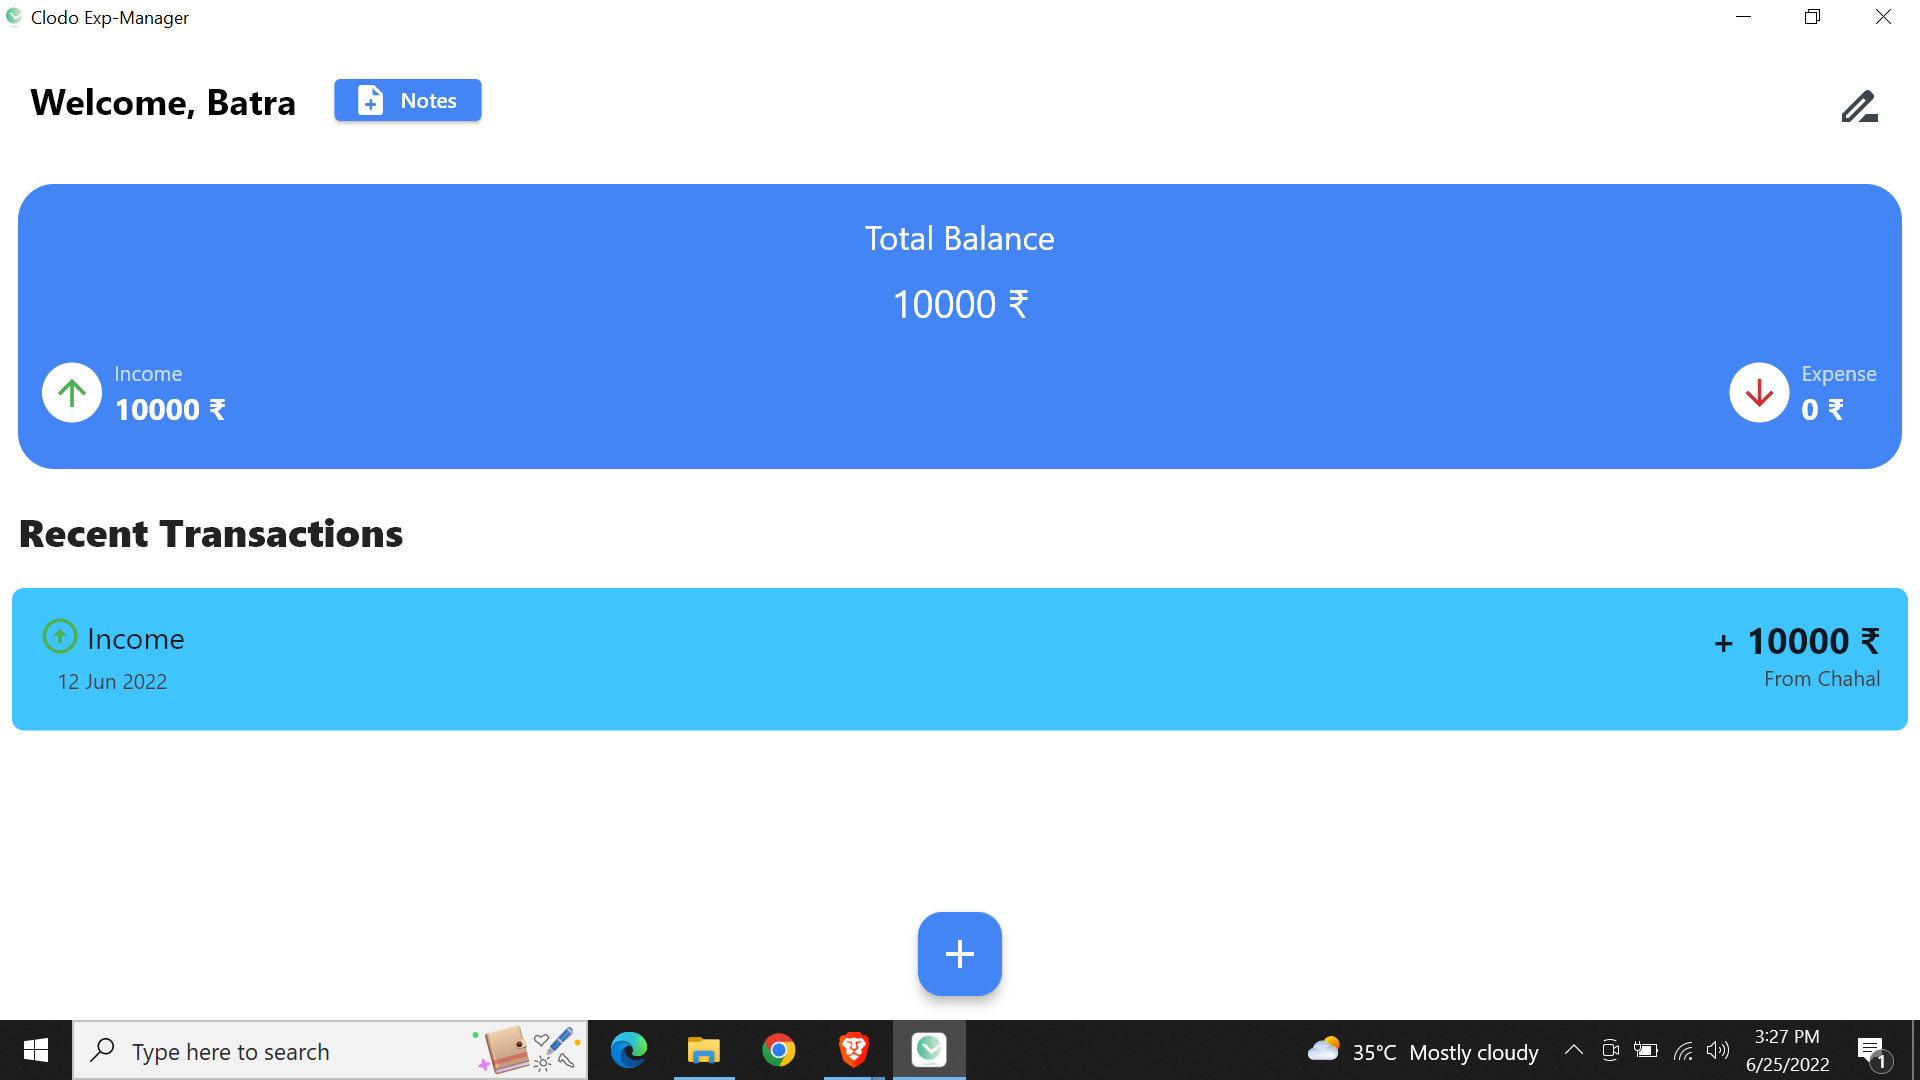 Clodo Exp-Manager
Welcome, Batra
Notes
Total Balance
10000 ₹
Income
10000 ₹
Expense
0 ₹
Recent Transactions
Income
12 Jun 2022
+ 10000 ₹
From Chahal
Type here to search
35°C Mostly cloudy
3:27 PM
6/25/2022
1